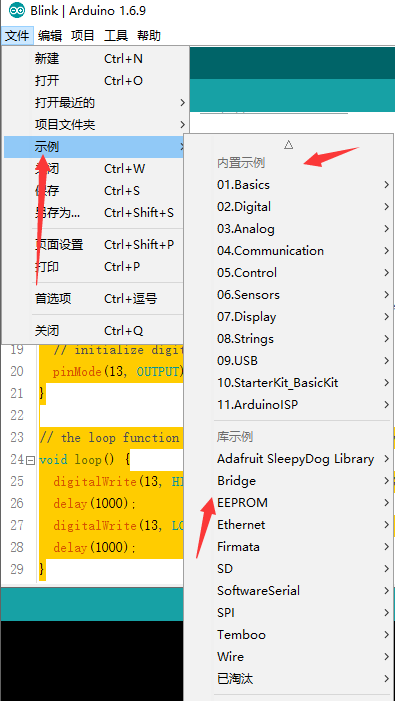 Blink | Arduino 1.6.9
文件 编辑 项目 工具 帮助
新建 Ctrl+N
打开 Ctrl+O
打开最近的
项目文件夹
示例
关闭 Ctrl+W
保存 Ctrl+S
另存为... Ctrl+Shift+S
页面设置 Ctrl+Shift+P
打印 Ctrl+P
首选项 Ctrl+逗号
关闭 Ctrl+Q
内置示例
01.Basics
02.Digital
03.Analog
04.Communication
05.Control
06.Sensors
07.Display
08.Strings
09.USB
10.StarterKit_BasicKit
11.ArduinoISP
库示例
Adafruit SleepyDog Library
Bridge
EEPROM
Ethernet
Firmata
SD
SoftwareSerial
SPI
Temboo
Wire
已淘汰
19 // initialize digit
20 pinMode(13, OUTPUT)
21 }
22
23 // the loop function
24 void loop() {
25 digitalWrite(13, HI
26 delay(1000);
27 digitalWrite(13, LO
28 delay(1000);
29 }